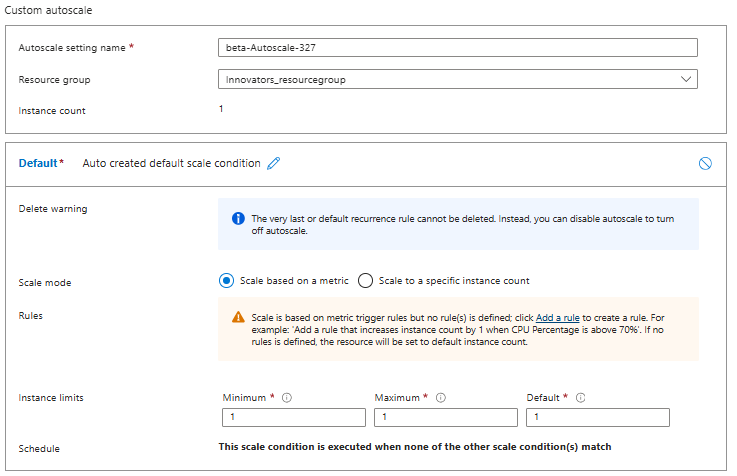 Custom autoscale
Autoscale setting name *
beta-Autoscale-327
Resource group
Innovators_resourcegroup
Instance count
1
Default* Auto created default scale condition
Delete warning
The very last or default recurrence rule cannot be deleted. Instead, you can disable autoscale to turn
off autoscale.
Scale mode
Scale based on a metric Scale to a specific instance count
Rules
Scale is based on metric trigger rules but no rule(s) is defined; click Add a rule to create a rule. For
example: 'Add a rule that increases instance count by 1 when CPU Percentage is above 70%'. If no
rules is defined, the resource will be set to default instance count.
Instance limits
Minimum * Maximum * Default *
1 1 1
Schedule
This scale condition is executed when none of the other scale condition(s) match